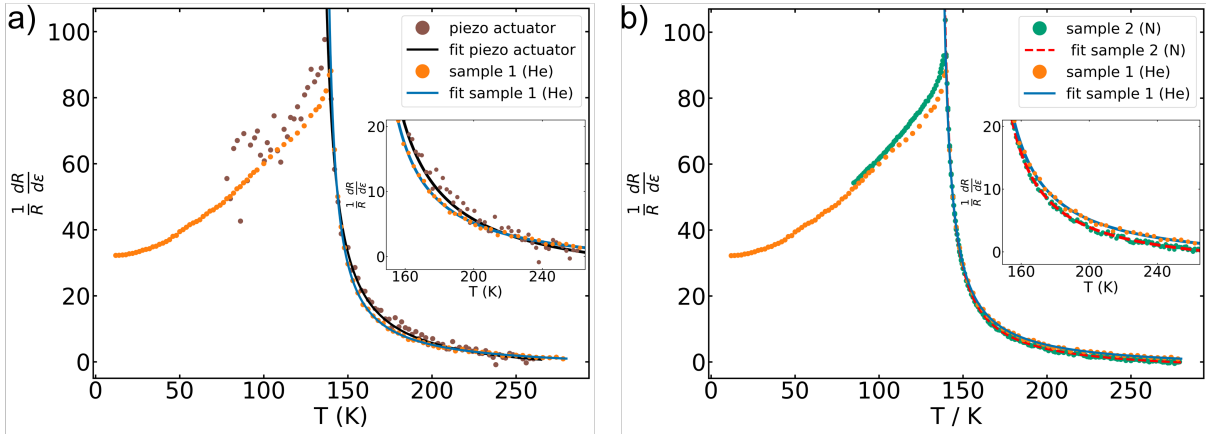 a)
100
80
60
40
20
0
0 50 100 150 200 250
T (K)
1/R dR/dε
piezo actuator
fit piezo actuator
sample 1 (He)
fit sample 1 (He)
20
10
0
160 200 240
T (K)
1/R dR/dε
b)
100
80
60
40
20
0
0 50 100 150 200 250
T / K
1/R dR/dε
sample 2 (N)
fit sample 2 (N)
sample 1 (He)
fit sample 1 (He)
20
10
0
160 200 240
T (K)
1/R dR/dε